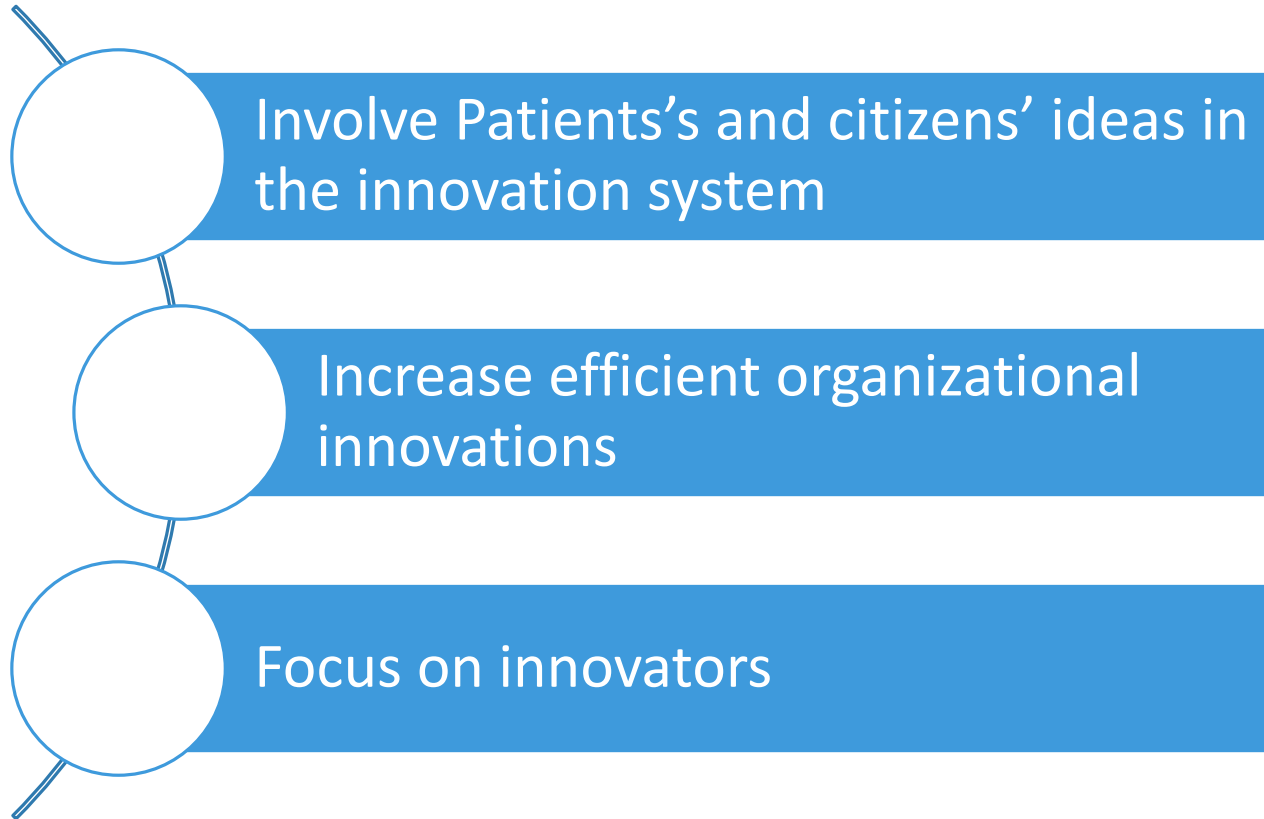 Involve Patients’s and citizens’ ideas in
the innovation system
Increase efficient organizational
innovations
Focus on innovators